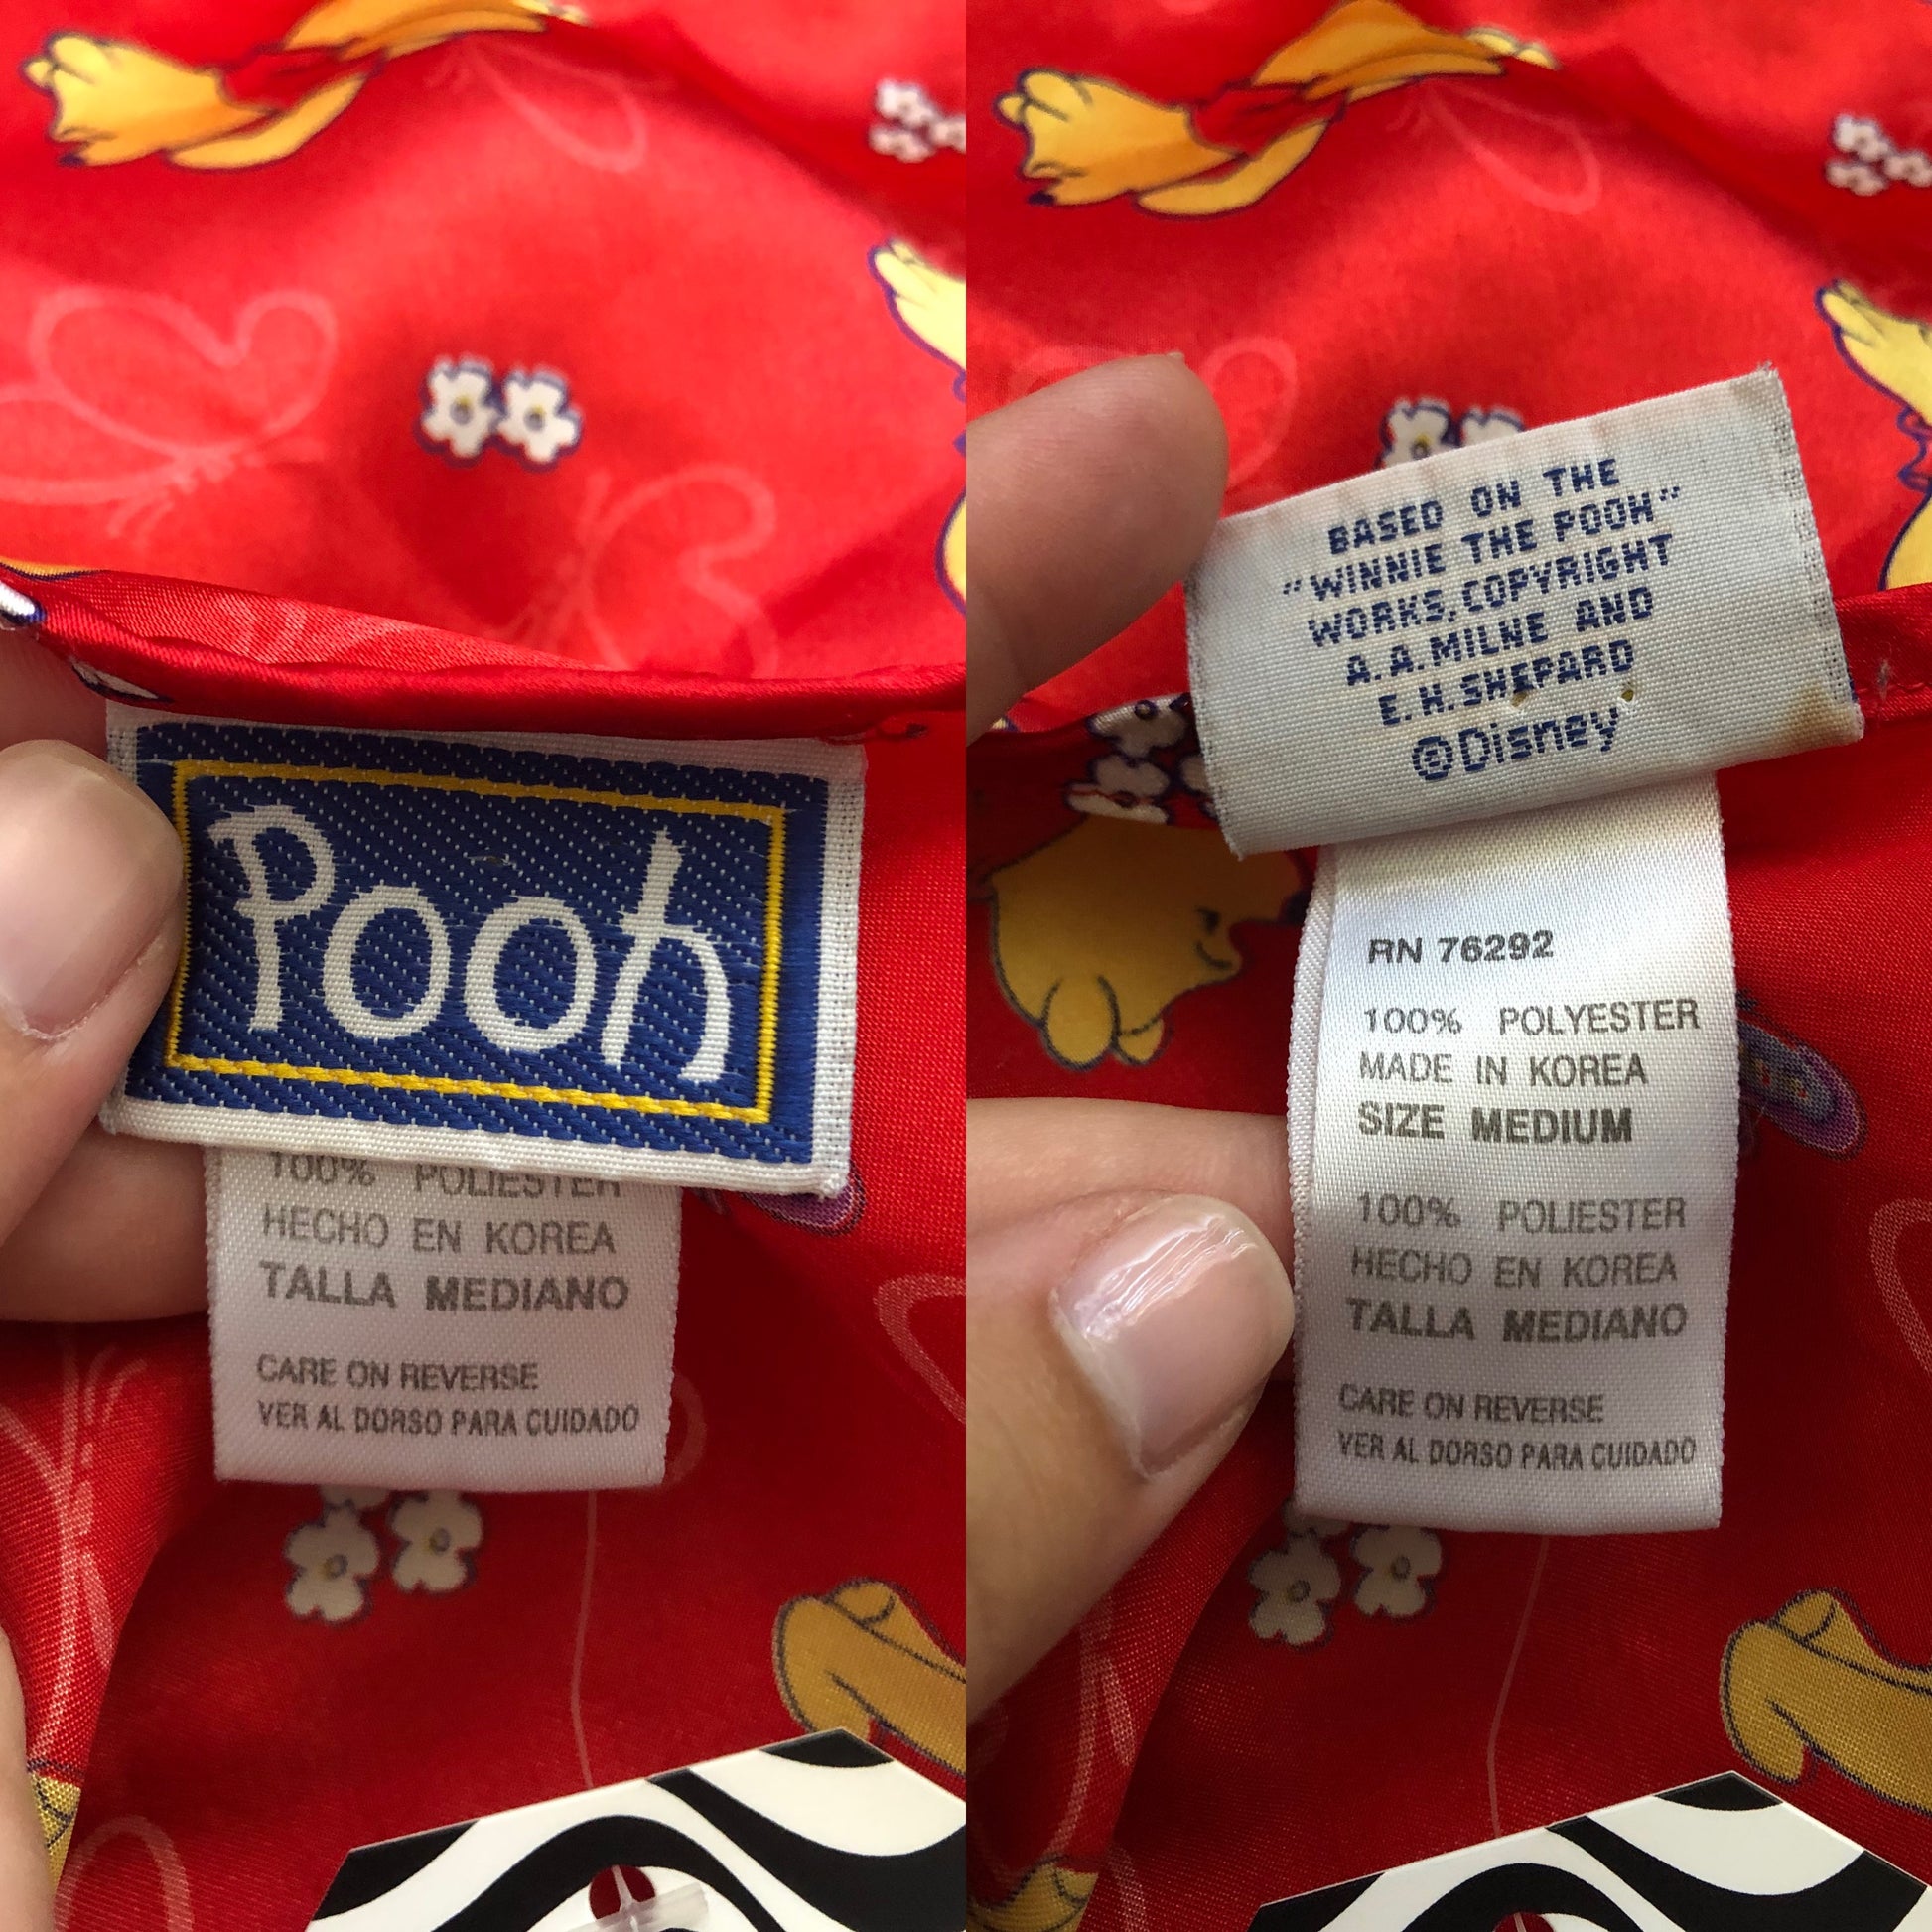 Pooh
100% POLIESTER
HECHO EN KOREA
TALLA MEDIANO
CARE ON REVERSE
VER AL DORSO PARA CUIDADO
BASED ON THE
"WINNIE THE POOH"
WORKS, COPYRIGHT
A.A. MILNE AND
E.H. SHEPARD
©Disney
RN 76292
100% POLYESTER
MADE IN KOREA
SIZE MEDIUM
100% POLIESTER
HECHO EN KOREA
TALLA MEDIANO
CARE ON REVERSE
VER AL DORSO PARA CUIDADO